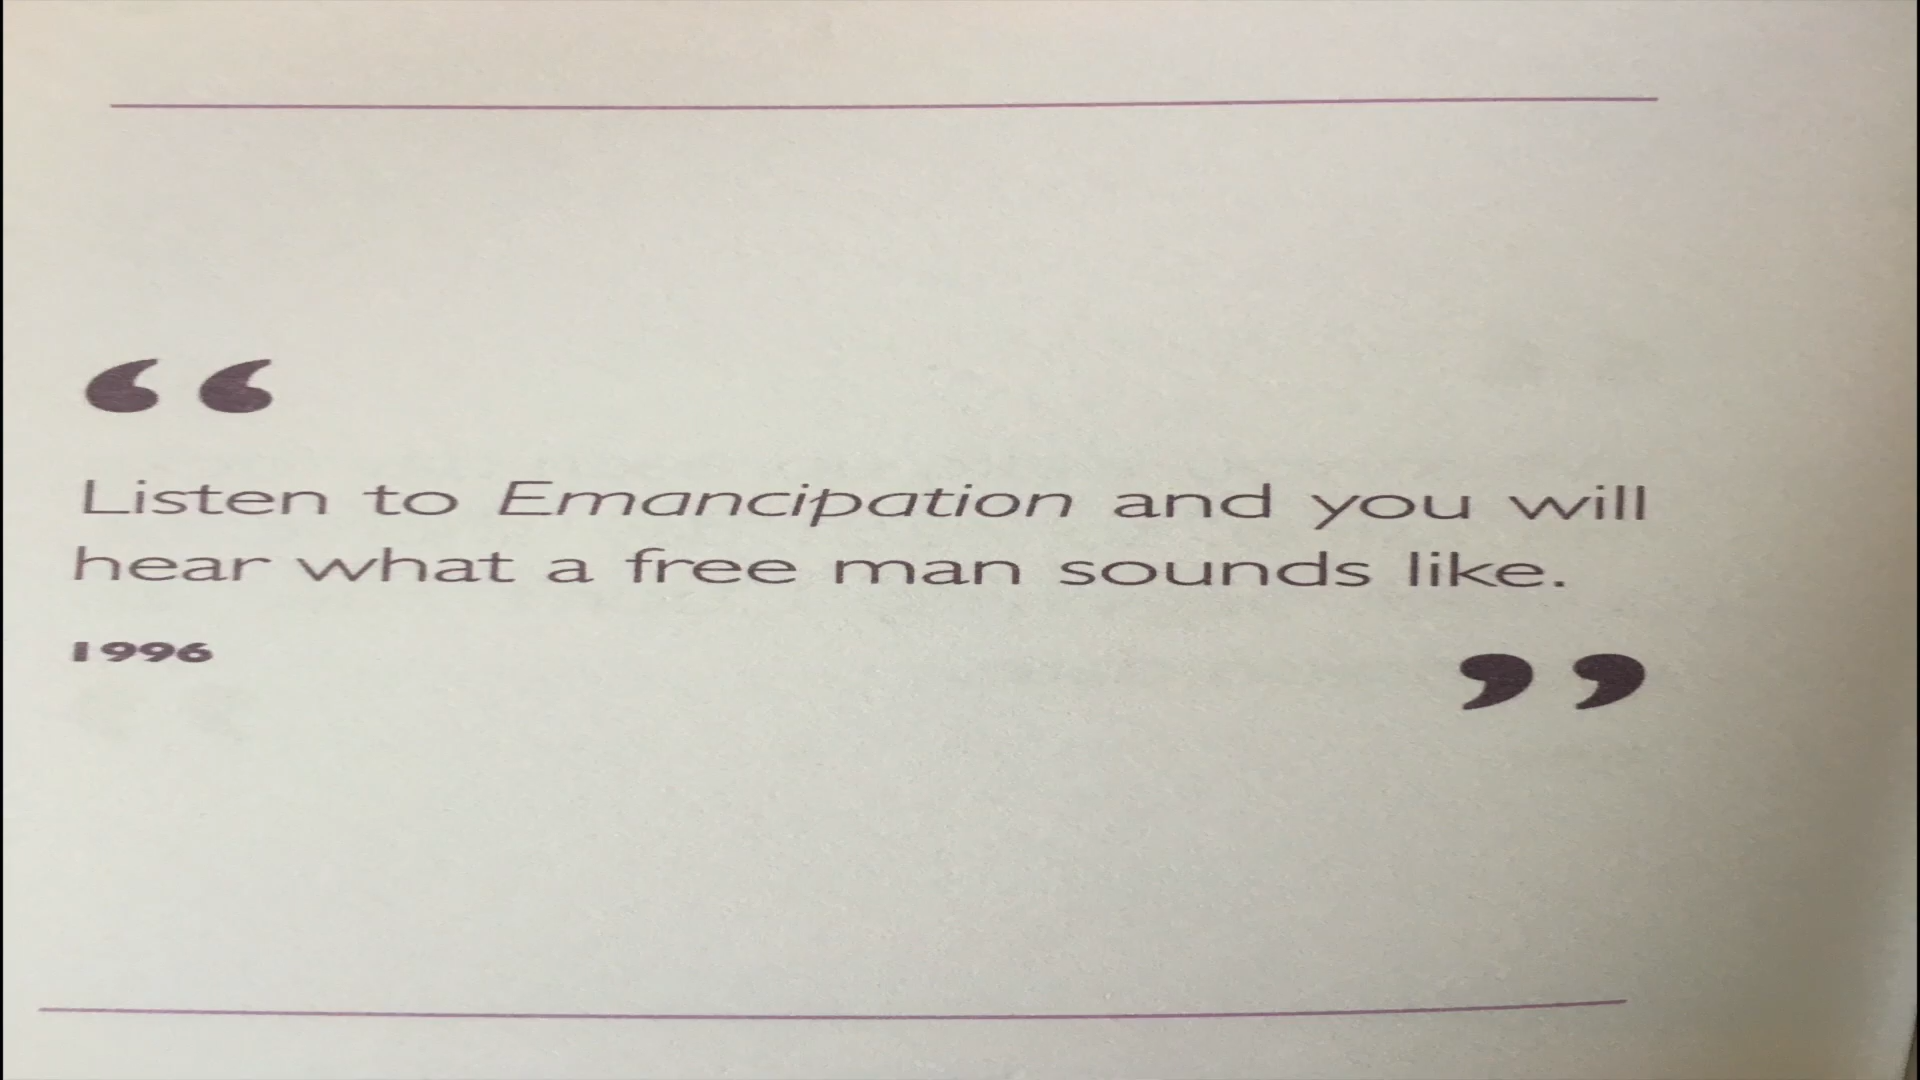 “
Listen to Emancipation and you will
hear what a free man sounds like.
1996
”